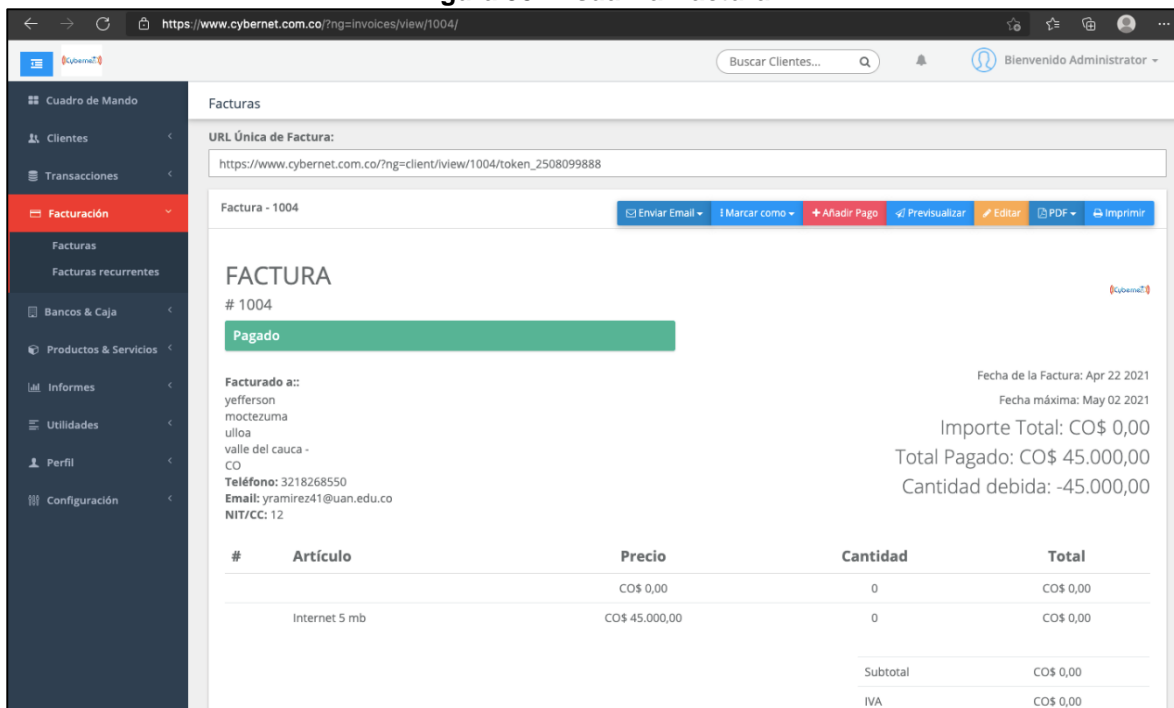 https://www.cybernet.com.co/?ng=invoices/view/1004/
Cybernet
Buscar Clientes...
Bienvenido Administrator
Cuadro de Mando
Clientes
Transacciones
Facturación
Facturas
Facturas recurrentes
Bancos & Caja
Productos & Servicios
Informes
Utilidades
Perfil
Configuración
Facturas
URL Única de Factura:
https://www.cybernet.com.co/?ng=client/iview/1004/token_2508099888
Factura - 1004
Enviar Email
Marcar como
Añadir Pago
Previsualizar
Editar
PDF
Imprimir
FACTURA
# 1004
Cybernet
Pagado
Facturado a::
yefferson
moctezuma
ulloa
valle del cauca -
CO
Teléfono: 3218268550
Email: yramirez41@uan.edu.co
NIT/CC: 12
Fecha de la Factura: Apr 22 2021
Fecha máxima: May 02 2021
Importe Total: CO$ 0,00
Total Pagado: CO$ 45.000,00
Cantidad debida: -45.000,00
# Artículo Precio Cantidad Total
CO$ 0,00 0 CO$ 0,00
Internet 5 mb CO$ 45.000,00 0 CO$ 0,00
Subtotal CO$ 0,00
IVA CO$ 0,00